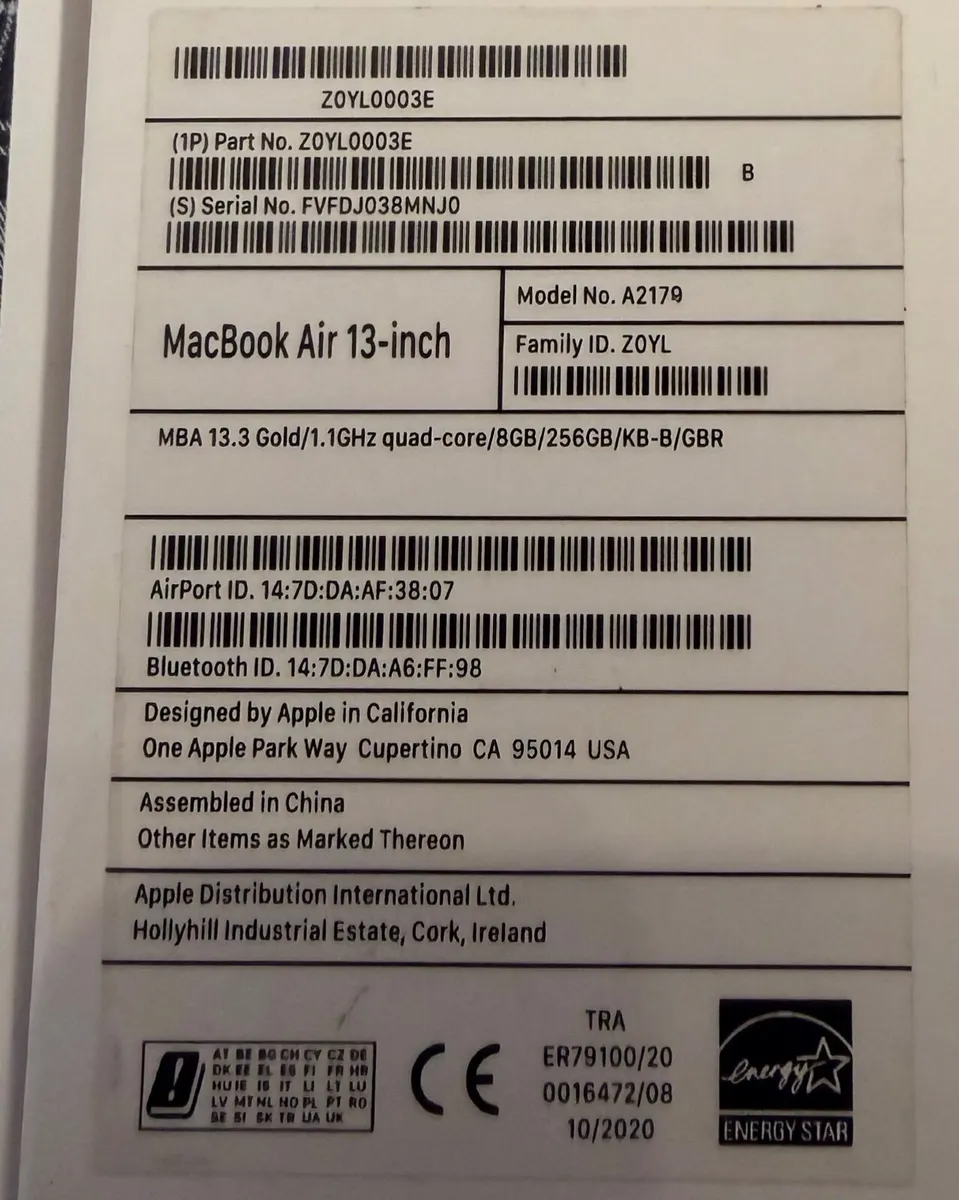 Z0YL0003E
(1P) Part No. Z0YL0003E
B
(S) Serial No. FVFDJ038MNJ0
MacBook Air 13-inch
Model No. A2179
Family ID. Z0YL
MBA 13.3 Gold/1.1GHz quad-core/8GB/256GB/KB-B/GBR
AirPort ID. 14:7D:DA:AF:38:07
Bluetooth ID. 14:7D:DA:A6:FF:98
Designed by Apple in California
One Apple Park Way Cupertino CA 95014 USA
Assembled in China
Other Items as Marked Thereon
Apple Distribution International Ltd.
Hollyhill Industrial Estate, Cork, Ireland
AT BE BG CH CY CZ DE
DK EE EL ES FI FR HR
HU IE IS IT LI LT LU
LV MT NL NO PL PT RO
SE SI SK TR UA UK
CE
TRA
ER79100/20
0016472/08
10/2020
energy
ENERGY STAR